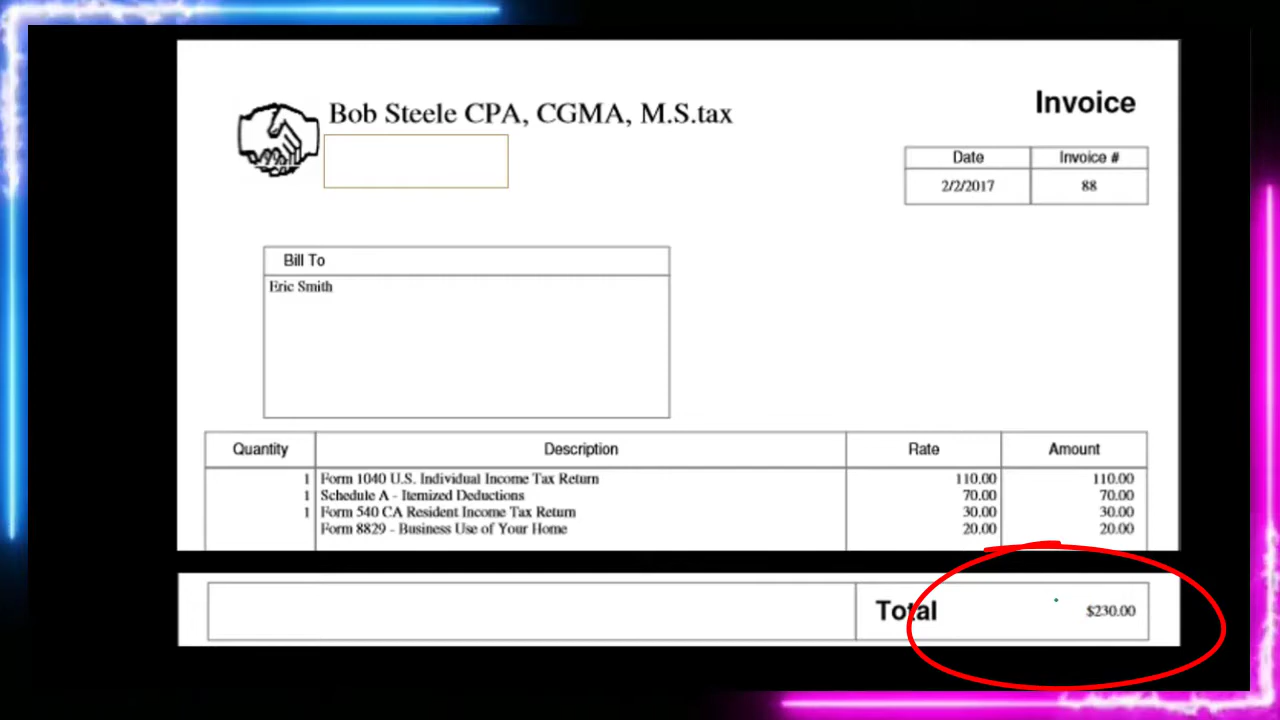 Bob Steele CPA, CGMA, M.S.tax
Invoice
Date Invoice #
2/2/2017 88
Bill To
Eric Smith
Quantity Description Rate Amount
1 Form 1040 U.S. Individual Income Tax Return 110.00 110.00
1 Schedule A - Itemized Deductions 70.00 70.00
1 Form 540 CA Resident Income Tax Return 30.00 30.00
Form 8829 - Business Use of Your Home 20.00 20.00
Total $230.00